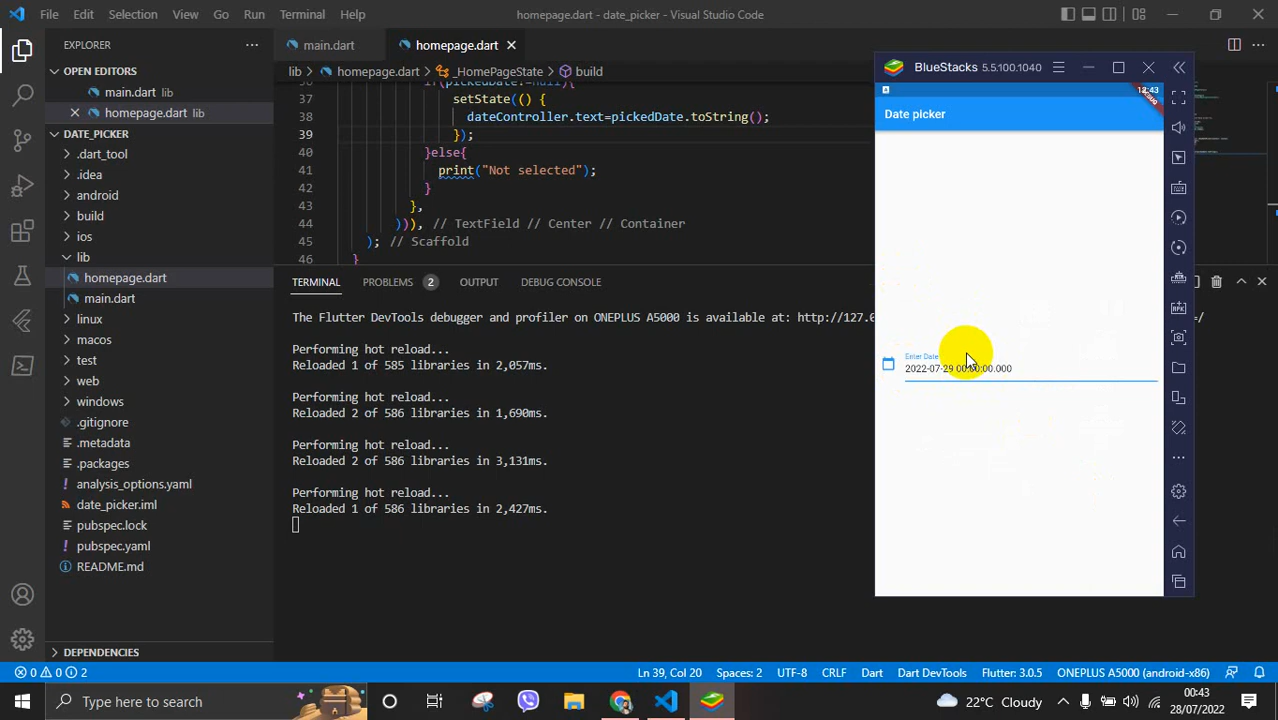 File Edit Selection View Go Run Terminal Help
homepage.dart - date_picker - Visual Studio Code
EXPLORER
OPEN EDITORS
main.dart lib
homepage.dart lib
DATE_PICKER
.dart_tool
.idea
android
build
ios
lib
homepage.dart
main.dart
linux
macos
test
web
windows
.gitignore
.metadata
.packages
analysis_options.yaml
date_picker.iml
pubspec.lock
pubspec.yaml
README.md
DEPENDENCIES
main.dart homepage.dart
lib > homepage.dart > _HomePageState > build
if(pickedDate!=null){
37 setState(() {
38 dateController.text=pickedDate.toString();
39 });
40 }else{
41 print("Not selected");
42 }
43 },
44 ))), // TextField // Center // Container
45 ); // Scaffold
46 }
TERMINAL PROBLEMS 2 OUTPUT DEBUG CONSOLE
The Flutter DevTools debugger and profiler on ONEPLUS A5000 is available at: http://127.0
=/
Performing hot reload...
Reloaded 1 of 585 libraries in 2,057ms.
Performing hot reload...
Reloaded 2 of 586 libraries in 1,690ms.
Performing hot reload...
Reloaded 2 of 586 libraries in 3,131ms.
Performing hot reload...
Reloaded 1 of 586 libraries in 2,427ms.
BlueStacks 5.5.100.1040
12:43
Date picker
Enter Date
2022-07-29 00:00:00.000
0 0 2
Ln 39, Col 20 Spaces: 2 UTF-8 CRLF Dart Dart DevTools Flutter: 3.0.5 ONEPLUS A5000 (android-x86)
Type here to search
22°C Cloudy
00:43
28/07/2022